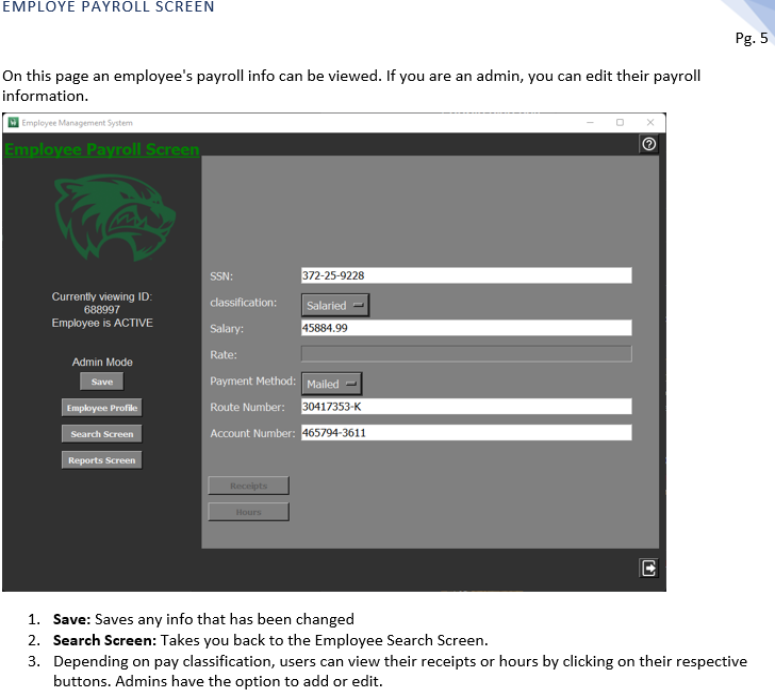 EMPLOYE PAYROLL SCREEN
Pg. 5
On this page an employee's payroll info can be viewed. If you are an admin, you can edit their payroll
information.
Employee Management System
Employee Payroll Screen
SSN: 372-25-9228
Currently viewing ID:
688997
Employee is ACTIVE
classification: Salaried
Salary: 45884.99
Rate:
Admin Mode
Save
Payment Method: Mailed
Employee Profile
Route Number: 30417353-K
Search Screen
Account Number: 465794-3611
Reports Screen
Receipts
Hours
1. Save: Saves any info that has been changed
2. Search Screen: Takes you back to the Employee Search Screen.
3. Depending on pay classification, users can view their receipts or hours by clicking on their respective
buttons. Admins have the option to add or edit.